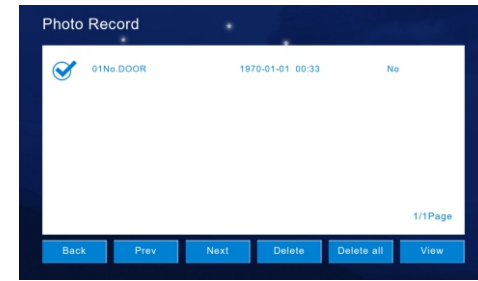 Photo Record
01No.DOOR 1970-01-01 00:33 No
1/1Page
Back Prev Next Delete Delete all View